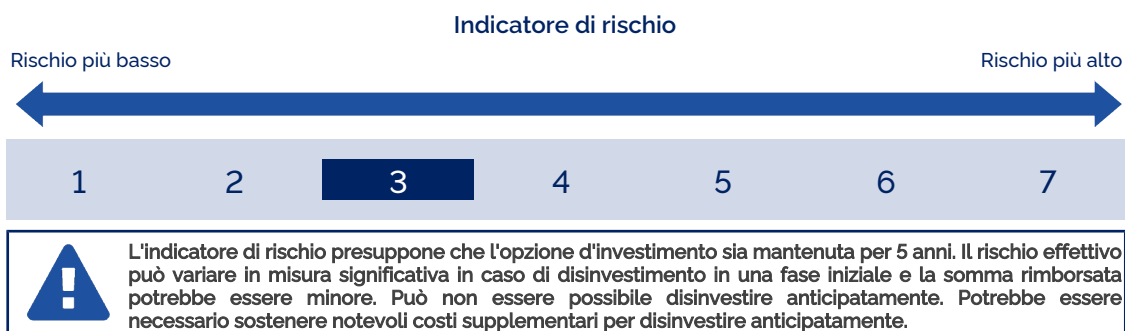 Indicatore di rischio
Rischio più basso Rischio più alto
1 2 3 4 5 6 7
L'indicatore di rischio presuppone che l'opzione d'investimento sia mantenuta per 5 anni. Il rischio effettivo
può variare in misura significativa in caso di disinvestimento in una fase iniziale e la somma rimborsata
potrebbe essere minore. Può non essere possibile disinvestire anticipatamente. Potrebbe essere
necessario sostenere notevoli costi supplementari per disinvestire anticipatamente.